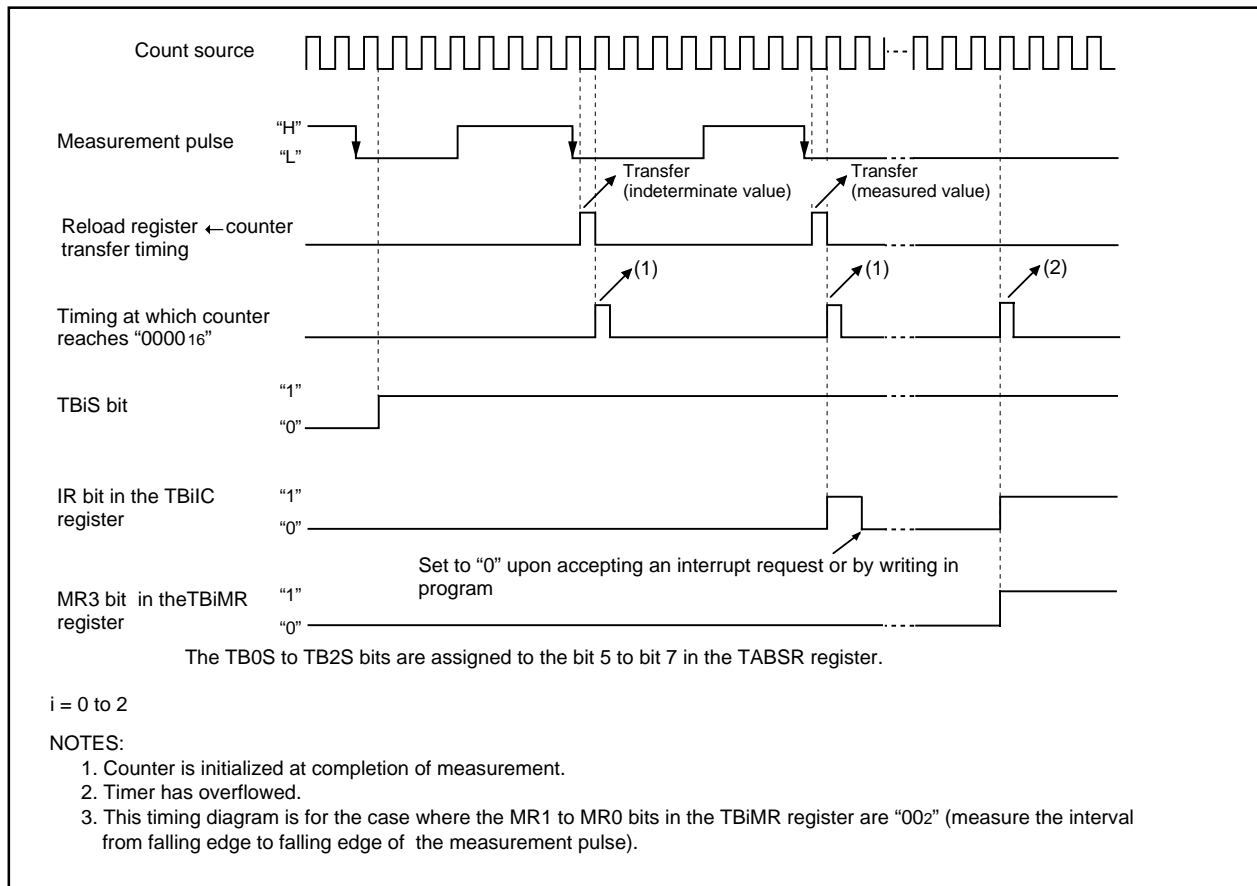 Count source
Measurement pulse
“H”
“L”
Transfer
(indeterminate value)
Transfer
(measured value)
Reload register ←counter
transfer timing
(1)
(1)
(2)
Timing at which counter
reaches “000016”
TBiS bit
“1”
“0”
IR bit in the TBiIC
register
“1”
“0”
Set to “0” upon accepting an interrupt request or by writing in
program
MR3 bit in theTBiMR
register
“1”
“0”
The TB0S to TB2S bits are assigned to the bit 5 to bit 7 in the TABSR register.
i = 0 to 2
NOTES:
1. Counter is initialized at completion of measurement.
2. Timer has overflowed.
3. This timing diagram is for the case where the MR1 to MR0 bits in the TBiMR register are “002” (measure the interval
from falling edge to falling edge of the measurement pulse).